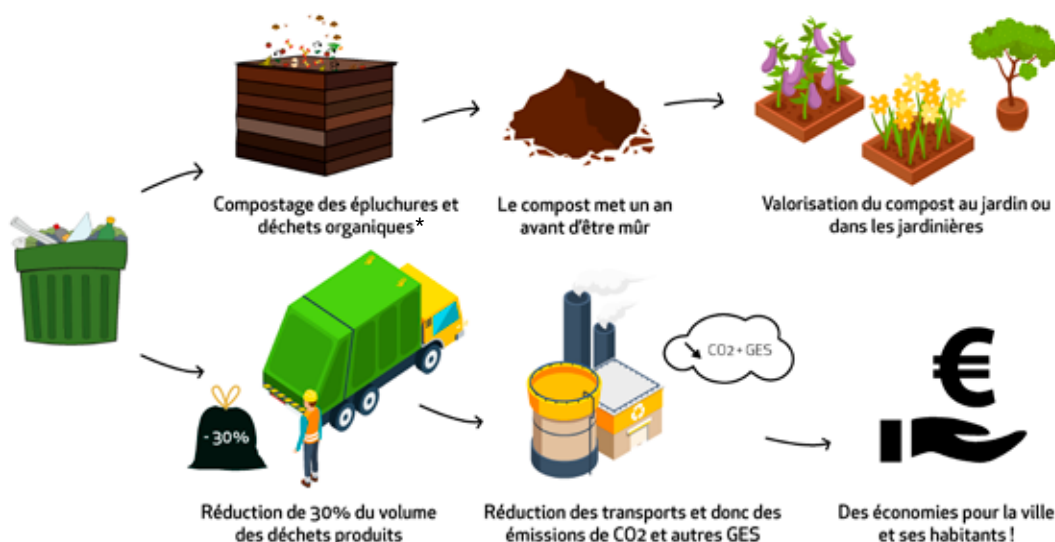 Compostage des épluchures et
déchets organiques*
Le compost met un an
avant d'être mûr
Valorisation du compost au jardin ou
dans les jardinières
CO2+GES
€
- 30%
Réduction de 30% du volume
des déchets produits
Réduction des transports et donc des
émissions de CO2 et autres GES
Des économies pour la ville
et ses habitants !